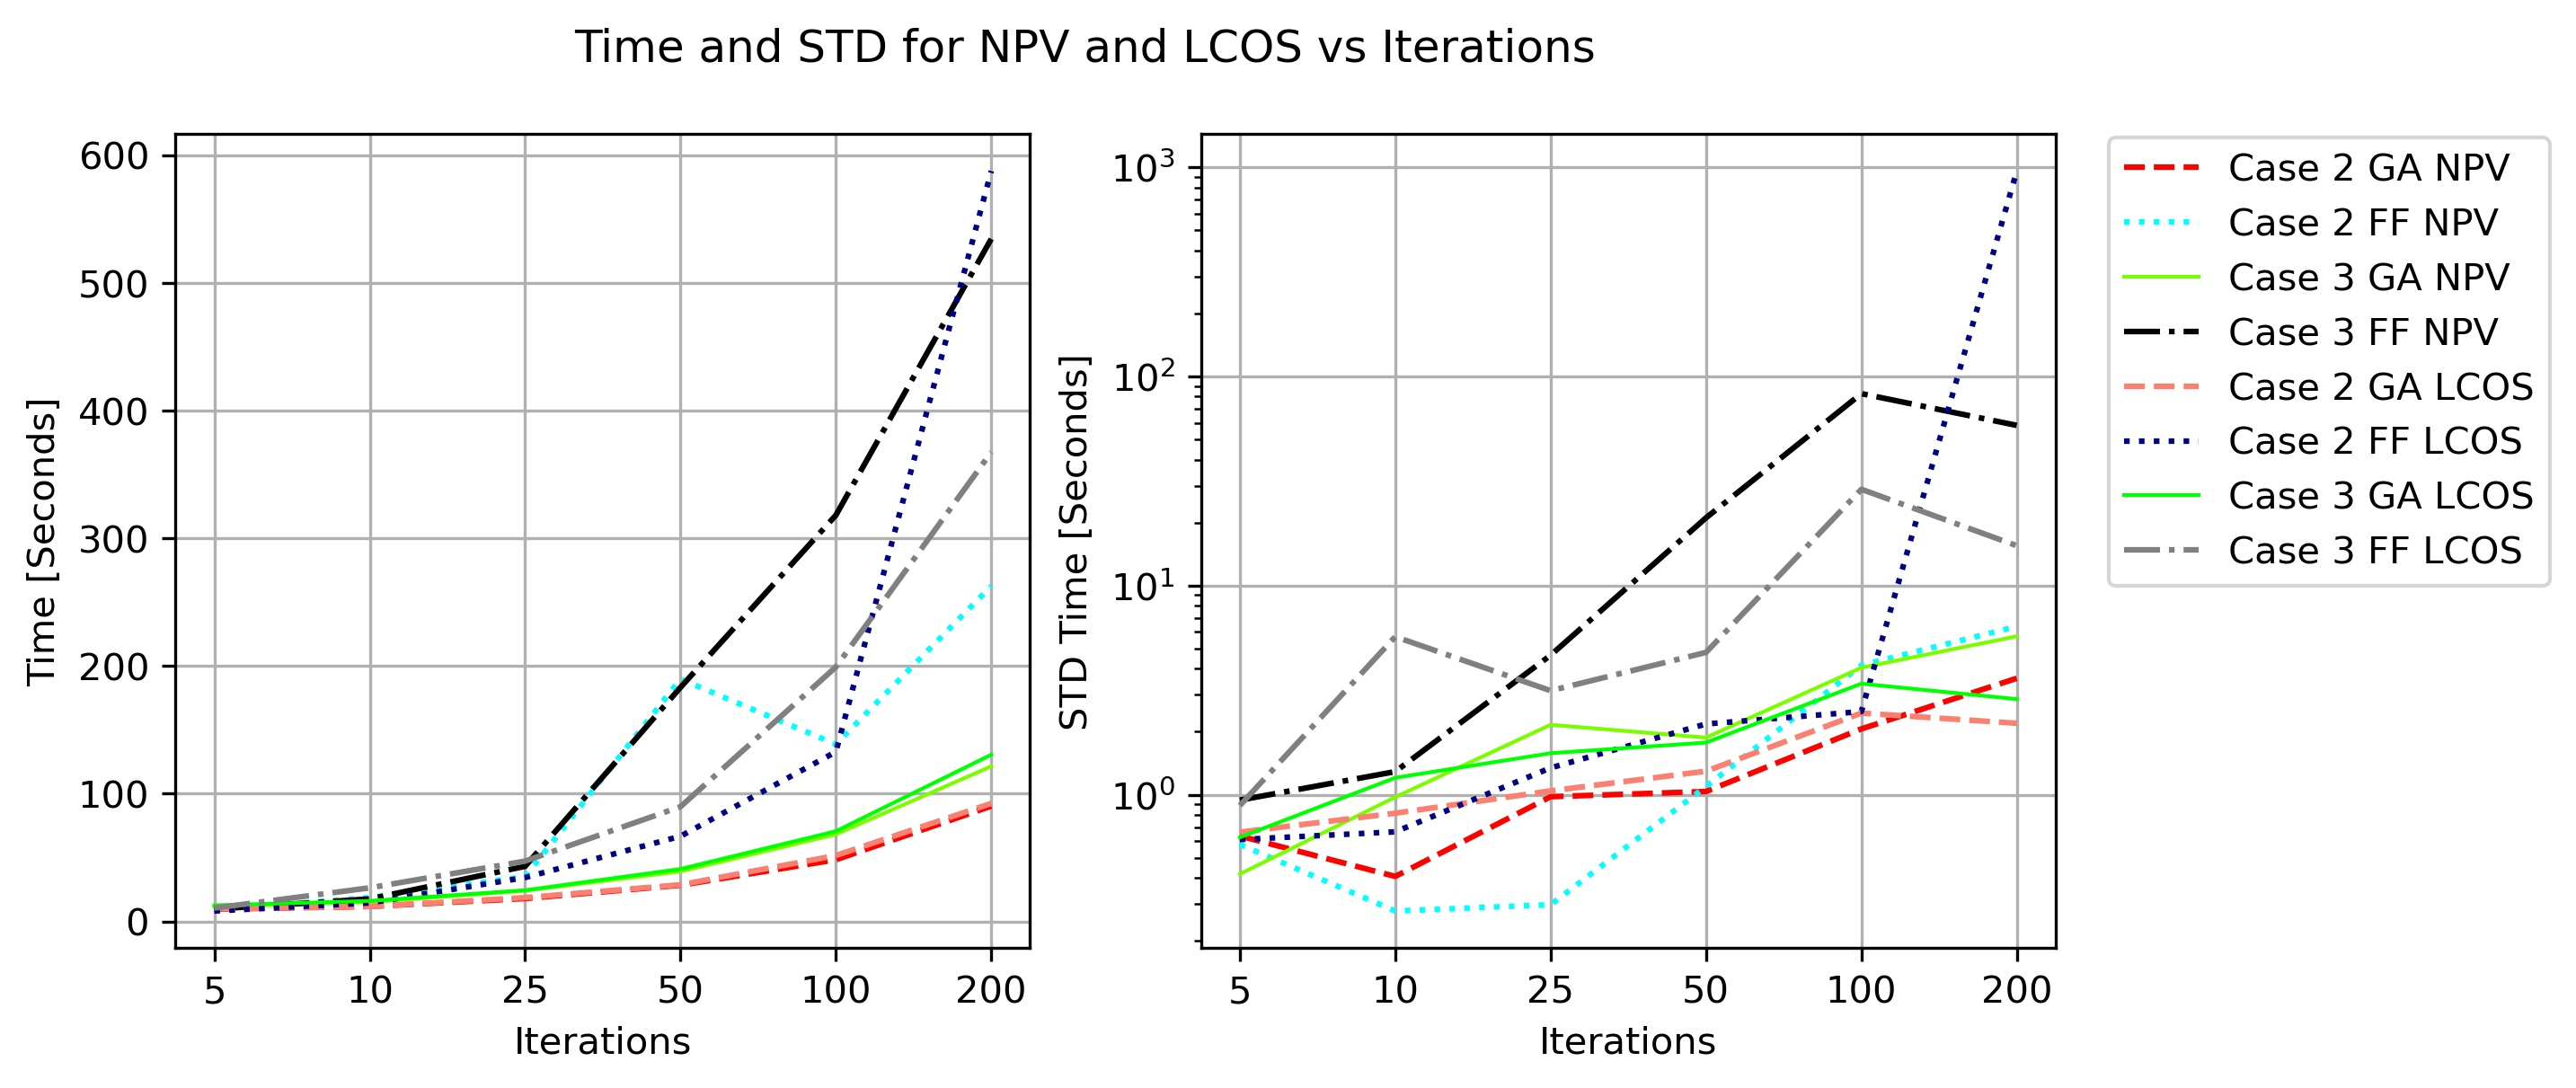 Time and STD for NPV and LCOS vs Iterations
Time [Seconds]
600
500
400
300
200
100
0
5 10 25 50 100 200
Iterations
STD Time [Seconds]
10³
10²
10¹
10⁰
5 10 25 50 100 200
Iterations
Case 2 GA NPV
Case 2 FF NPV
Case 3 GA NPV
Case 3 FF NPV
Case 2 GA LCOS
Case 2 FF LCOS
Case 3 GA LCOS
Case 3 FF LCOS